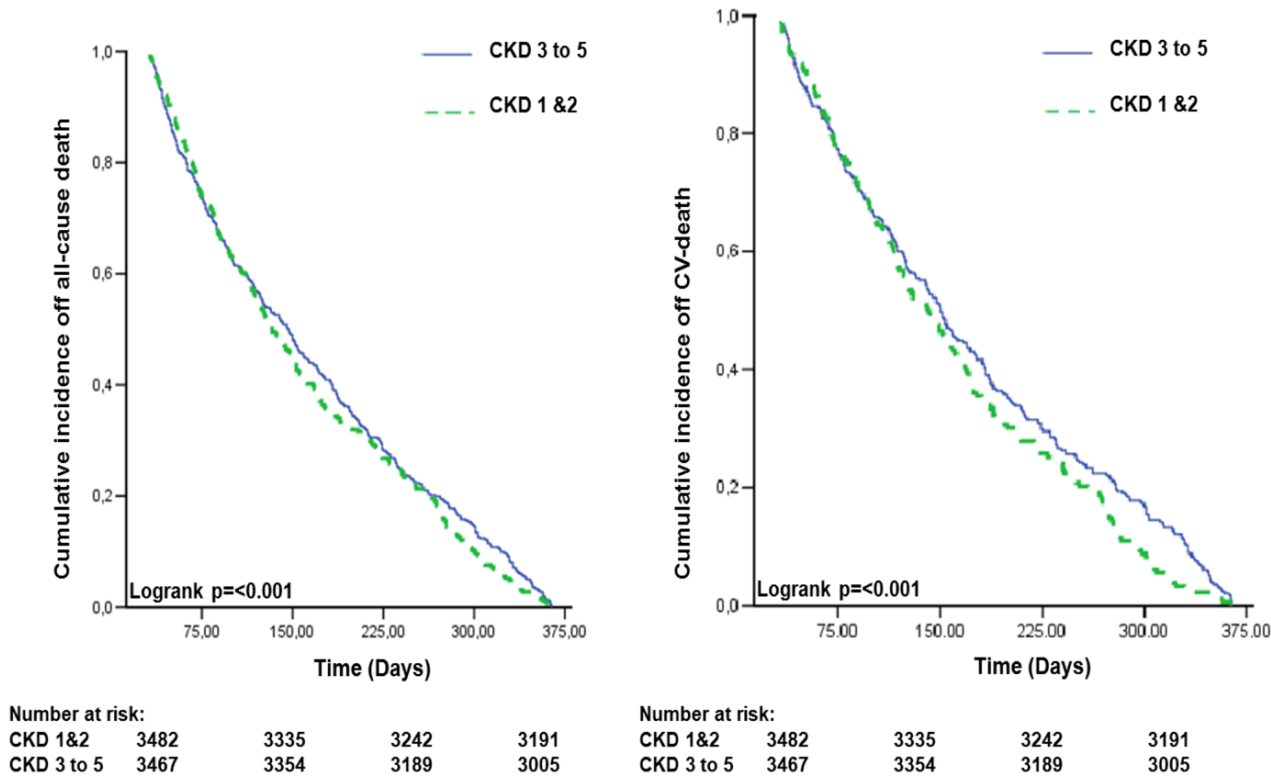 CKD 3 to 5
CKD 1 &2
Cumulative incidence off all-cause death
1,0
0,8
0,6
0,4
0,2
0,0
Logrank p=<0.001
75,00 150,00 225,00 300,00 375,00
Time (Days)
Number at risk:
CKD 1&2 3482 3335 3242 3191
CKD 3 to 5 3467 3354 3189 3005
CKD 3 to 5
CKD 1 &2
Cumulative incidence off CV-death
1,0
0,8
0,6
0,4
0,2
0,0
Logrank p=<0.001
75.00 150.00 225.00 300.00 375.00
Time (Days)
Number at risk:
CKD 1&2 3482 3335 3242 3191
CKD 3 to 5 3467 3354 3189 3005